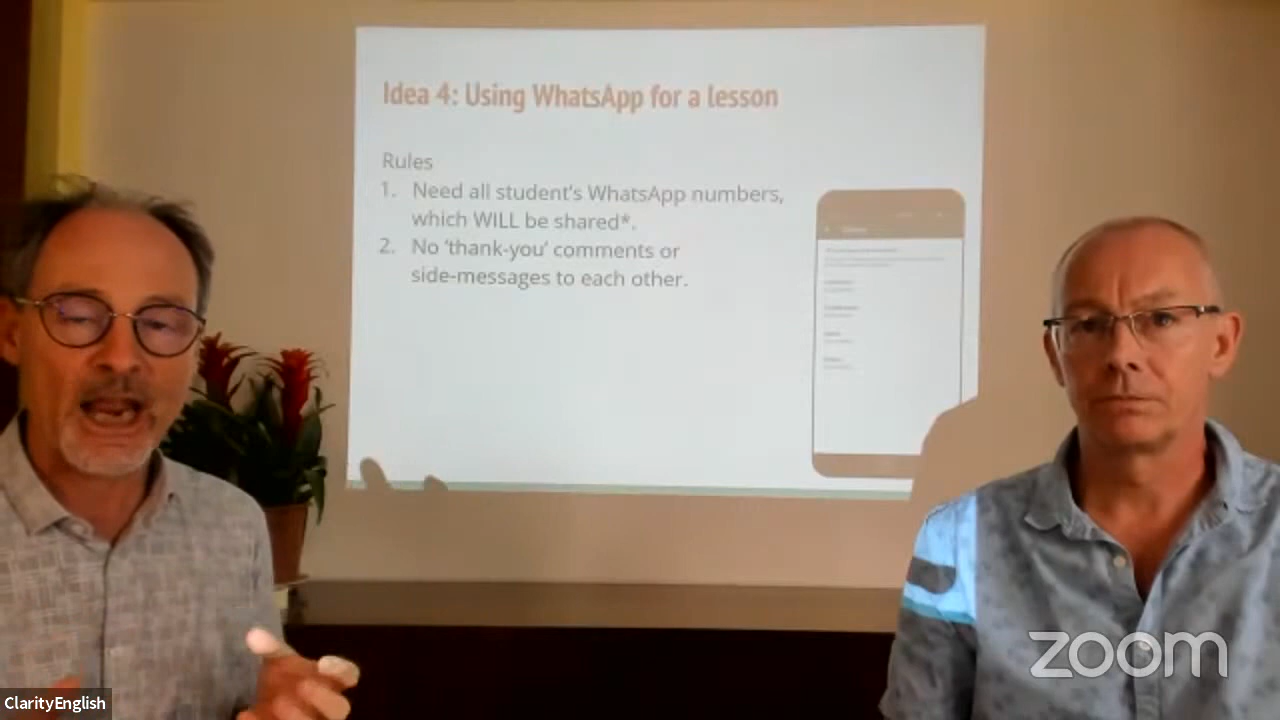 Idea 4: Using WhatsApp for a lesson
Rules
1. Need all student's WhatsApp numbers,
which WILL be shared*.
2. No ‘thank-you’ comments or
side-messages to each other.
zoom
ClarityEnglish